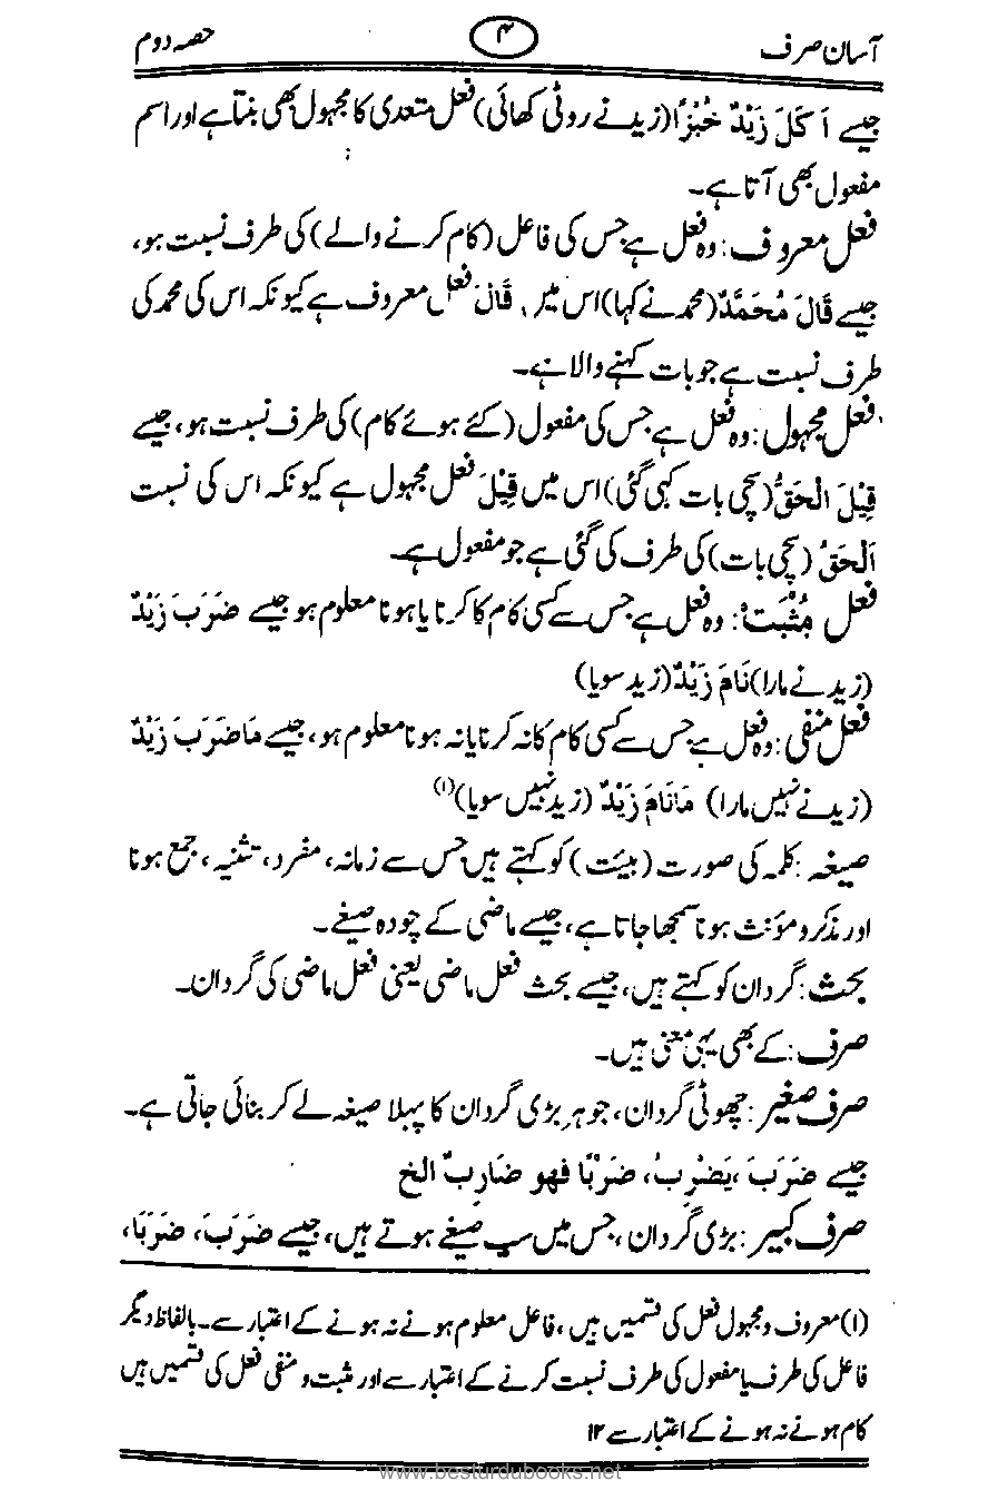 آسان صرف ۴ حصہ دوم
جیسے اَکَلَ زَیْدٌ خُبْزًا (زید نے روٹی کھائی) فعل متعدی کا مجہول بھی بنتا ہے اور اسم
مفعول بھی آتا ہے۔
فعل معروف: وہ فعل ہے جس کی فاعل (کام کرنے والے) کی طرف نسبت ہو،
جیسے قَالَ مُحَمَّدٌ (محمد نے کہا) اس میں قَالَ فعل معروف ہے کیونکہ اس کی محمد کی
طرف نسبت ہے جو بات کہنے والا ہے۔
فعل مجہول: وہ فعل ہے جس کی مفعول (کئے ہوئے کام) کی طرف نسبت ہو، جیسے
قِیْلَ الْحَقُّ (سچی بات کہی گئی) اس میں قِیْلَ فعل مجہول ہے کیونکہ اس کی نسبت
اَلْحَقُّ (سچی بات) کی طرف کی گئی ہے جو مفعول ہے۔
فعل مُثْبَت: وہ فعل ہے جس سے کسی کام کا کرنا یا ہونا معلوم ہو جیسے ضَرَبَ زَیْدٌ
(زید نے مارا) نَامَ زَیْدٌ (زید سویا)
فعل منفی: وہ فعل ہے جس سے کسی کام کا نہ کرنا یا نہ ہونا معلوم ہو، جیسے مَا ضَرَبَ زَیْدٌ
(زید نے نہیں مارا) مَا نَامَ زَیْدٌ (زید نہیں سویا)(۱)
صیغہ: کلمہ کی صورت (ہیئت) کو کہتے ہیں جس سے زمانہ، مفرد، تثنیہ، جمع ہونا
اور مذکر و مؤنث ہونا سمجھا جاتا ہے، جیسے ماضی کے چودہ صیغے۔
بحث: گردان کو کہتے ہیں، جیسے بحث فعل ماضی یعنی فعل ماضی کی گردان۔
صرف: کے بھی یہی معنی ہیں۔
صرف صغیر: چھوٹی گردان، جو ہر بڑی گردان کا پہلا صیغہ لے کر بنائی جاتی ہے۔
جیسے ضَرَبَ، یَضْرِبُ، ضَرْبًا فھو ضَارِبٌ الخ
صرف کبیر: بڑی گردان، جس میں سب صیغے ہوتے ہیں، جیسے ضَرَبَ، ضَرَبَا،
(۱) معروف و مجہول فعل کی قسمیں ہیں، فاعل معلوم ہونے نہ ہونے کے اعتبار سے۔ بالفاظ دیگر
فاعل کی طرف یا مفعول کی طرف نسبت کرنے کے اعتبار سے اور مثبت و منفی فعل کی قسمیں ہیں
کام ہونے نہ ہونے کے اعتبار سے ۱۲
www.besturdubooks.net